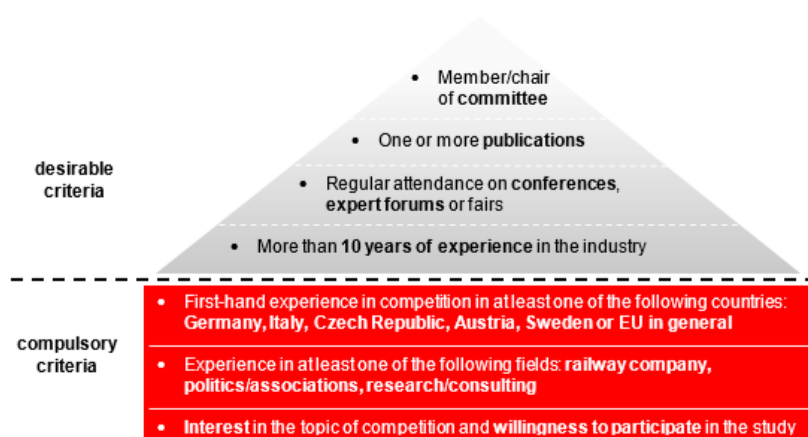 • Member/chair
of committee
• One or more publications
desirable
criteria
• Regular attendance on conferences,
expert forums or fairs
• More than 10 years of experience in the industry
compulsory
criteria
• First-hand experience in competition in at least one of the following countries:
Germany, Italy, Czech Republic, Austria, Sweden or EU in general
• Experience in at least one of the following fields: railway company,
politics/associations, research/consulting
• Interest in the topic of competition and willingness to participate in the study